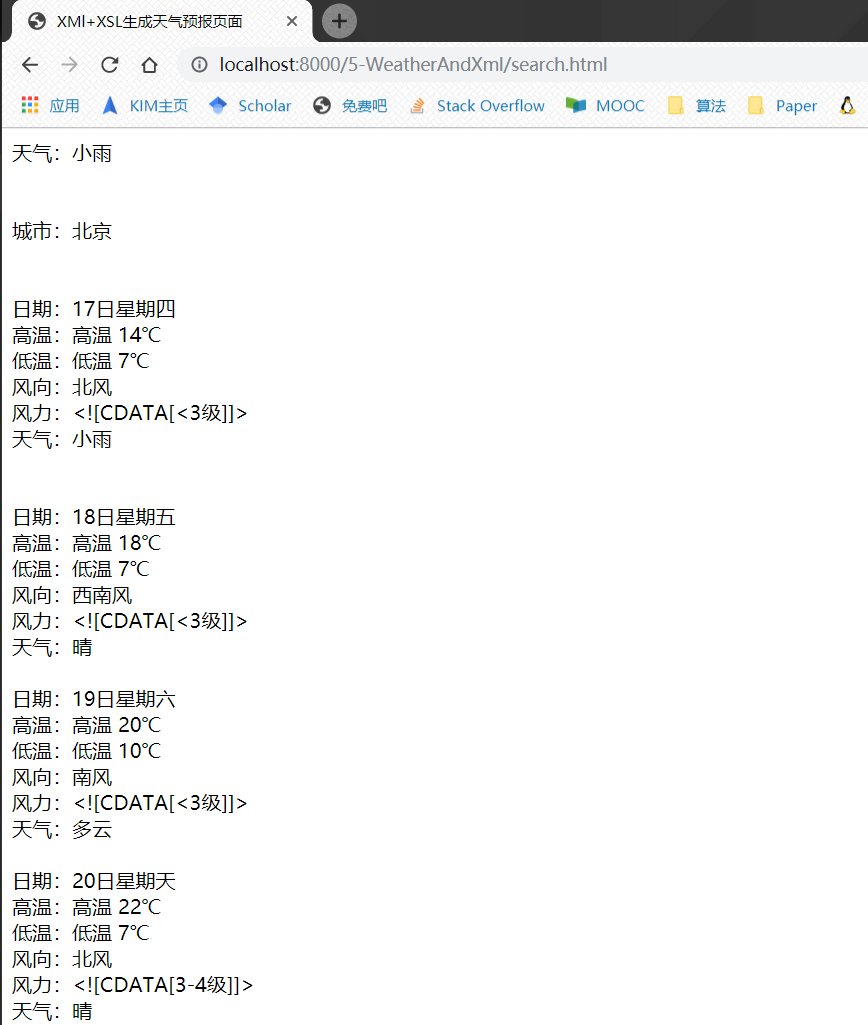 XMl+XSL生成天气预报页面
localhost:8000/5-WeatherAndXml/search.html
应用 KIM主页 Scholar 免费吧 Stack Overflow MOOC 算法 Paper
天气：小雨
城市：北京
日期：17日星期四
高温：高温 14℃
低温：低温 7℃
风向：北风
风力：<![CDATA[<3级]]>
天气：小雨
日期：18日星期五
高温：高温 18℃
低温：低温 7℃
风向：西南风
风力：<![CDATA[<3级]]>
天气：晴
日期：19日星期六
高温：高温 20℃
低温：低温 10℃
风向：南风
风力：<![CDATA[<3级]]>
天气：多云
日期：20日星期天
高温：高温 22℃
低温：低温 7℃
风向：北风
风力：<![CDATA[3-4级]]>
天气：晴